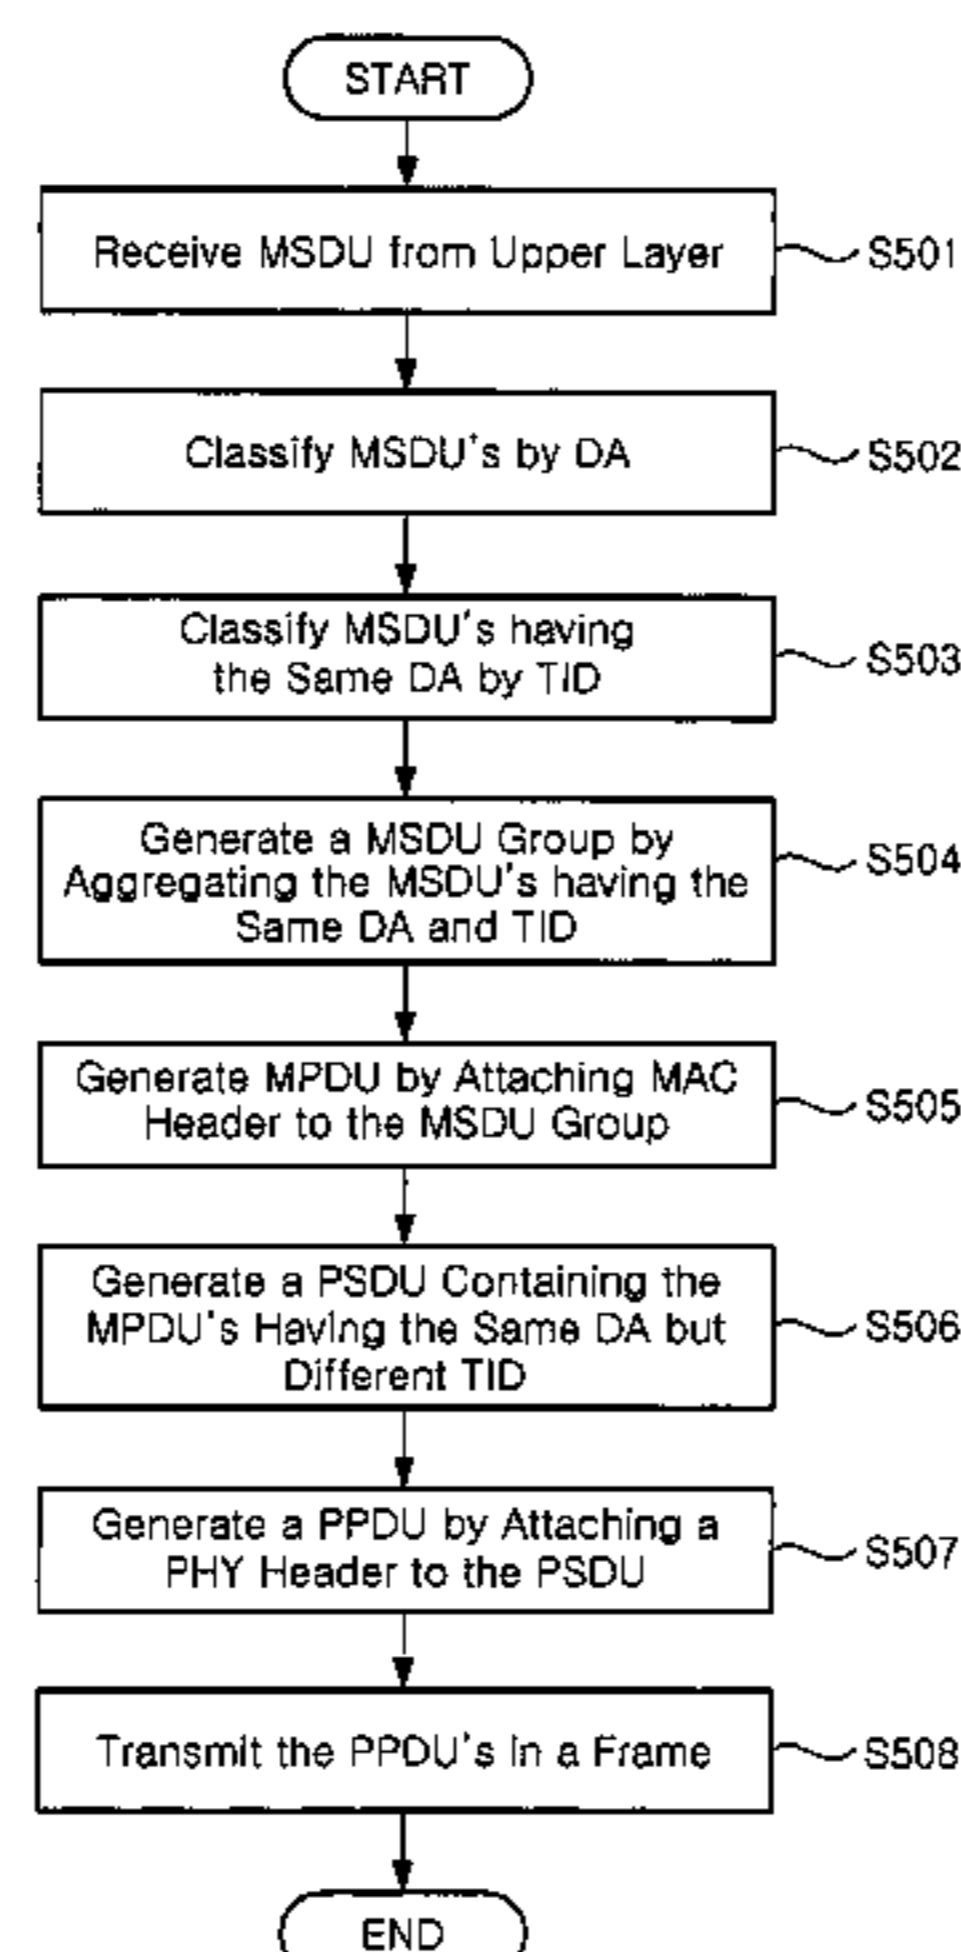 START
Receive MSDU from Upper Layer
S501
Classify MSDU's by DA
S502
Classify MSDU's having
the Same DA by TID
S503
Generate a MSDU Group by
Aggregating the MSDU's having the
Same DA and TID
S504
Generate MPDU by Attaching MAC
Header to the MSDU Group
S505
Generate a PSDU Containing the
MPDU's Having the Same DA but
Different TID
S506
Generate a PPDU by Attaching a
PHY Header to the PSDU
S507
Transmit the PPDU's in a Frame
S508
END